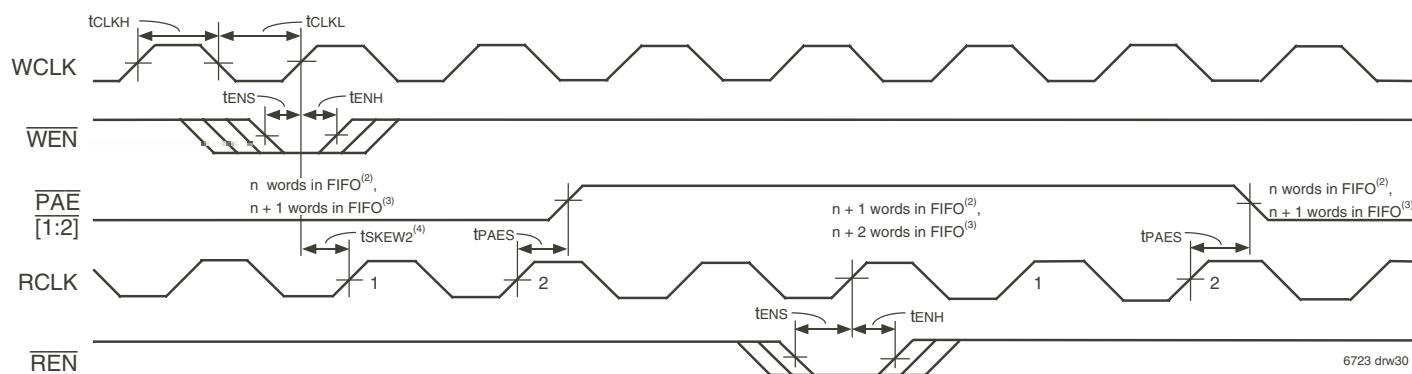 tCLKH tCLKL
WCLK
tENS tENH
WEN
n words in FIFO(2),
n + 1 words in FIFO(3)
PAE
[1:2]
n + 1 words in FIFO(2),
n + 2 words in FIFO(3)
n words in FIFO(2),
n + 1 words in FIFO(3)
tSKEW2(4) tPAES tPAES
RCLK 1 2 1 2
tENS tENH
REN
6723 drw30